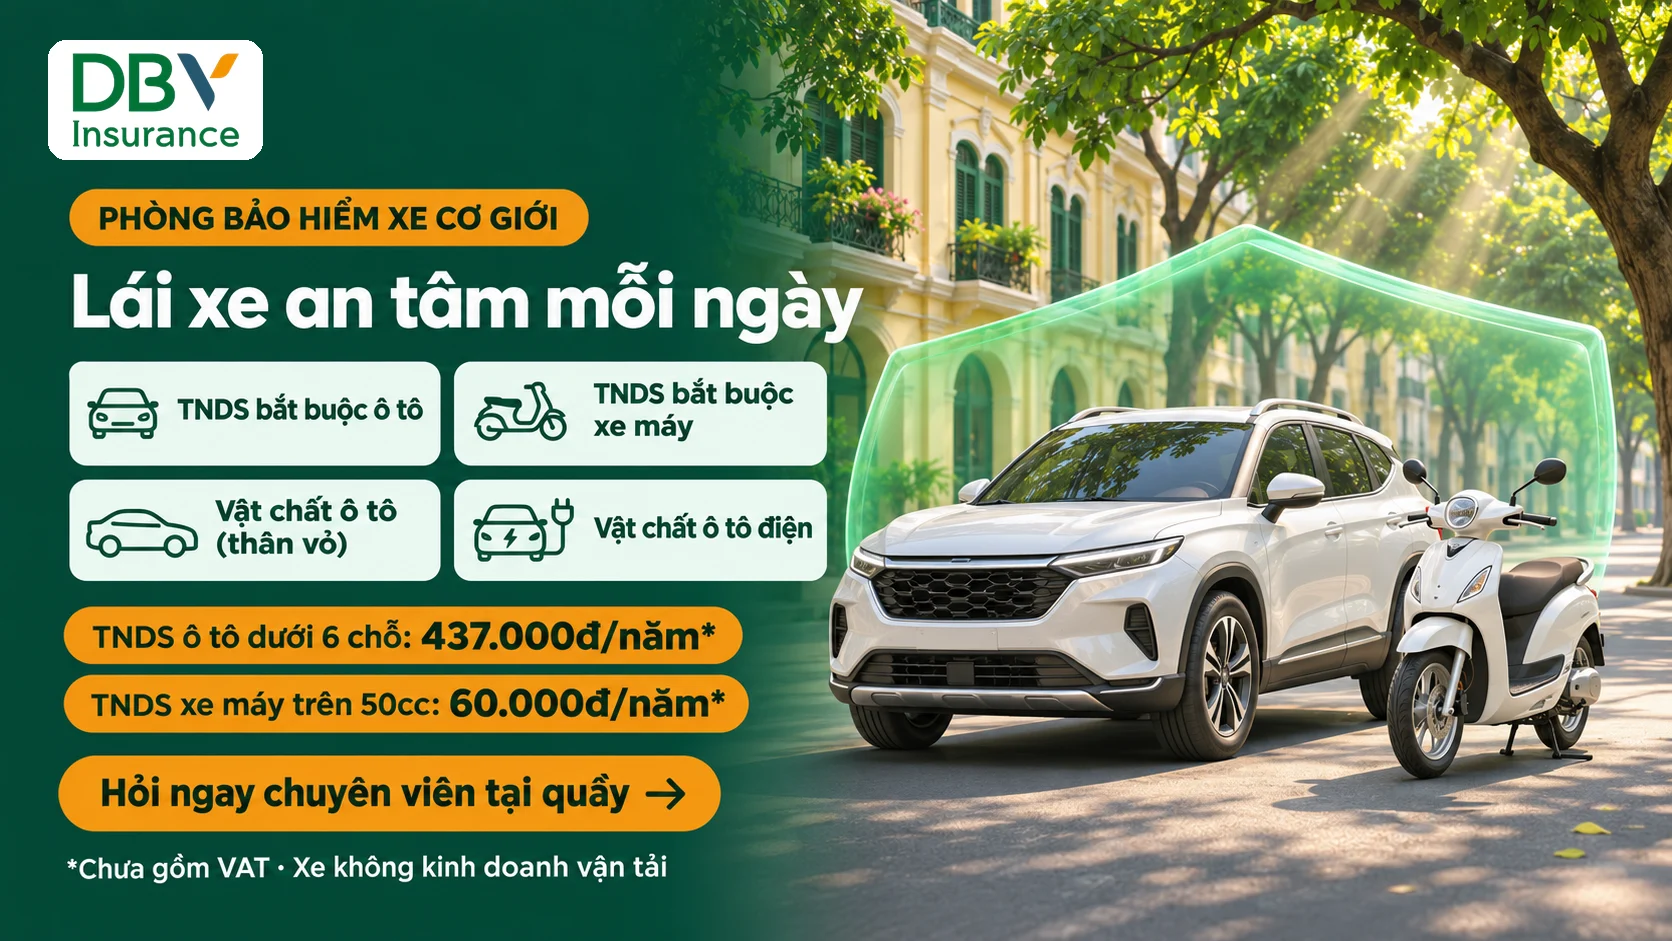 DBV
Insurance
PHÒNG BẢO HIỂM XE CƠ GIỚI
Lái xe an tâm mỗi ngày
TNDS bắt buộc ô tô
TNDS bắt buộc
xe máy
Vật chất ô tô
(thân vỏ)
Vật chất ô tô điện
TNDS ô tô dưới 6 chỗ: 437.000đ/năm*
TNDS xe máy trên 50cc: 60.000đ/năm*
Hỏi ngay chuyên viên tại quầy →
*Chưa gồm VAT · Xe không kinh doanh vận tải